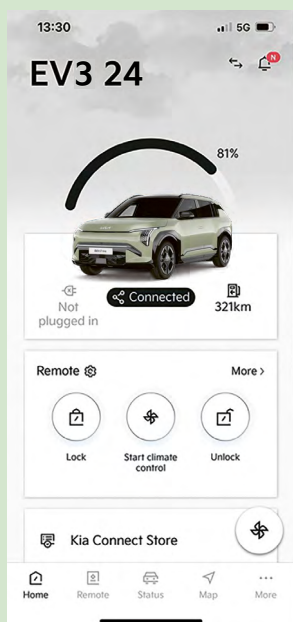 13:30
5G
EV3 24
N
81%
Not
plugged in
Connected
321km
Remote
More >
Lock
Start climate
control
Unlock
Kia Connect Store
Home
Remote
Status
Map
More